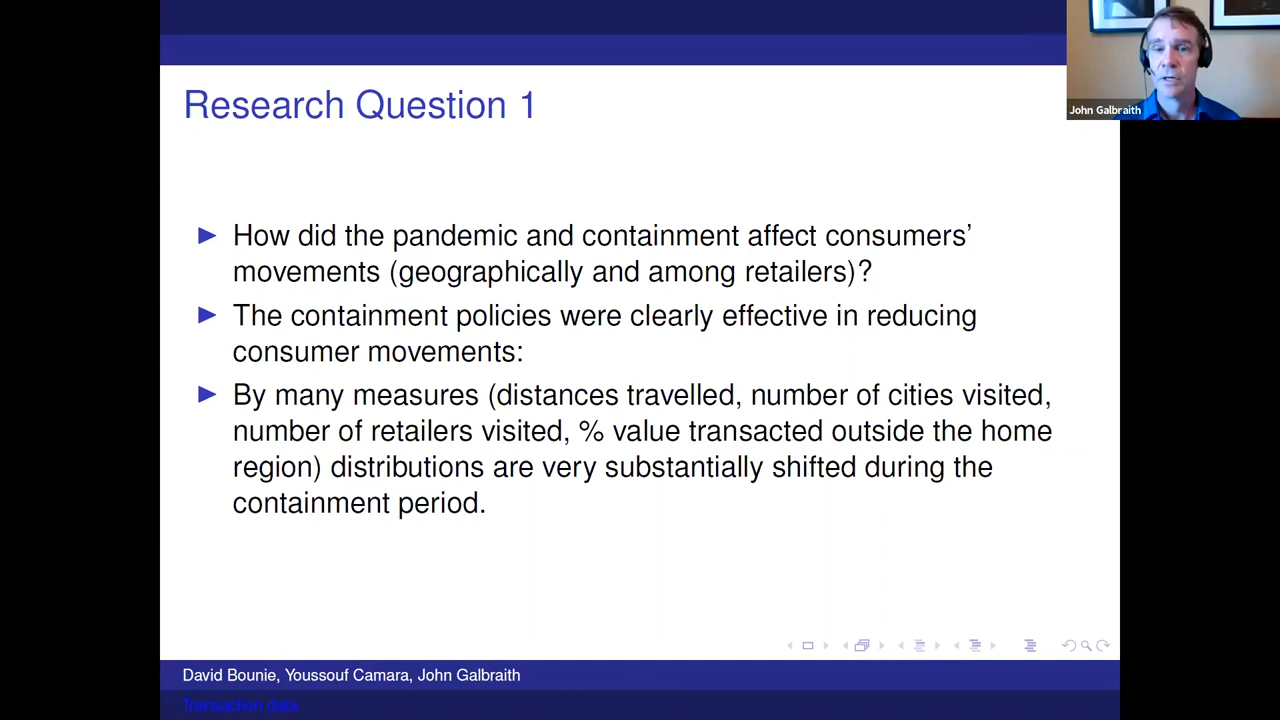 Research Question 1
John Galbraith
▶ How did the pandemic and containment affect consumers’
movements (geographically and among retailers)?
▶ The containment policies were clearly effective in reducing
consumer movements:
▶ By many measures (distances travelled, number of cities visited,
number of retailers visited, % value transacted outside the home
region) distributions are very substantially shifted during the
containment period.
David Bounie, Youssouf Camara, John Galbraith
Transaction data